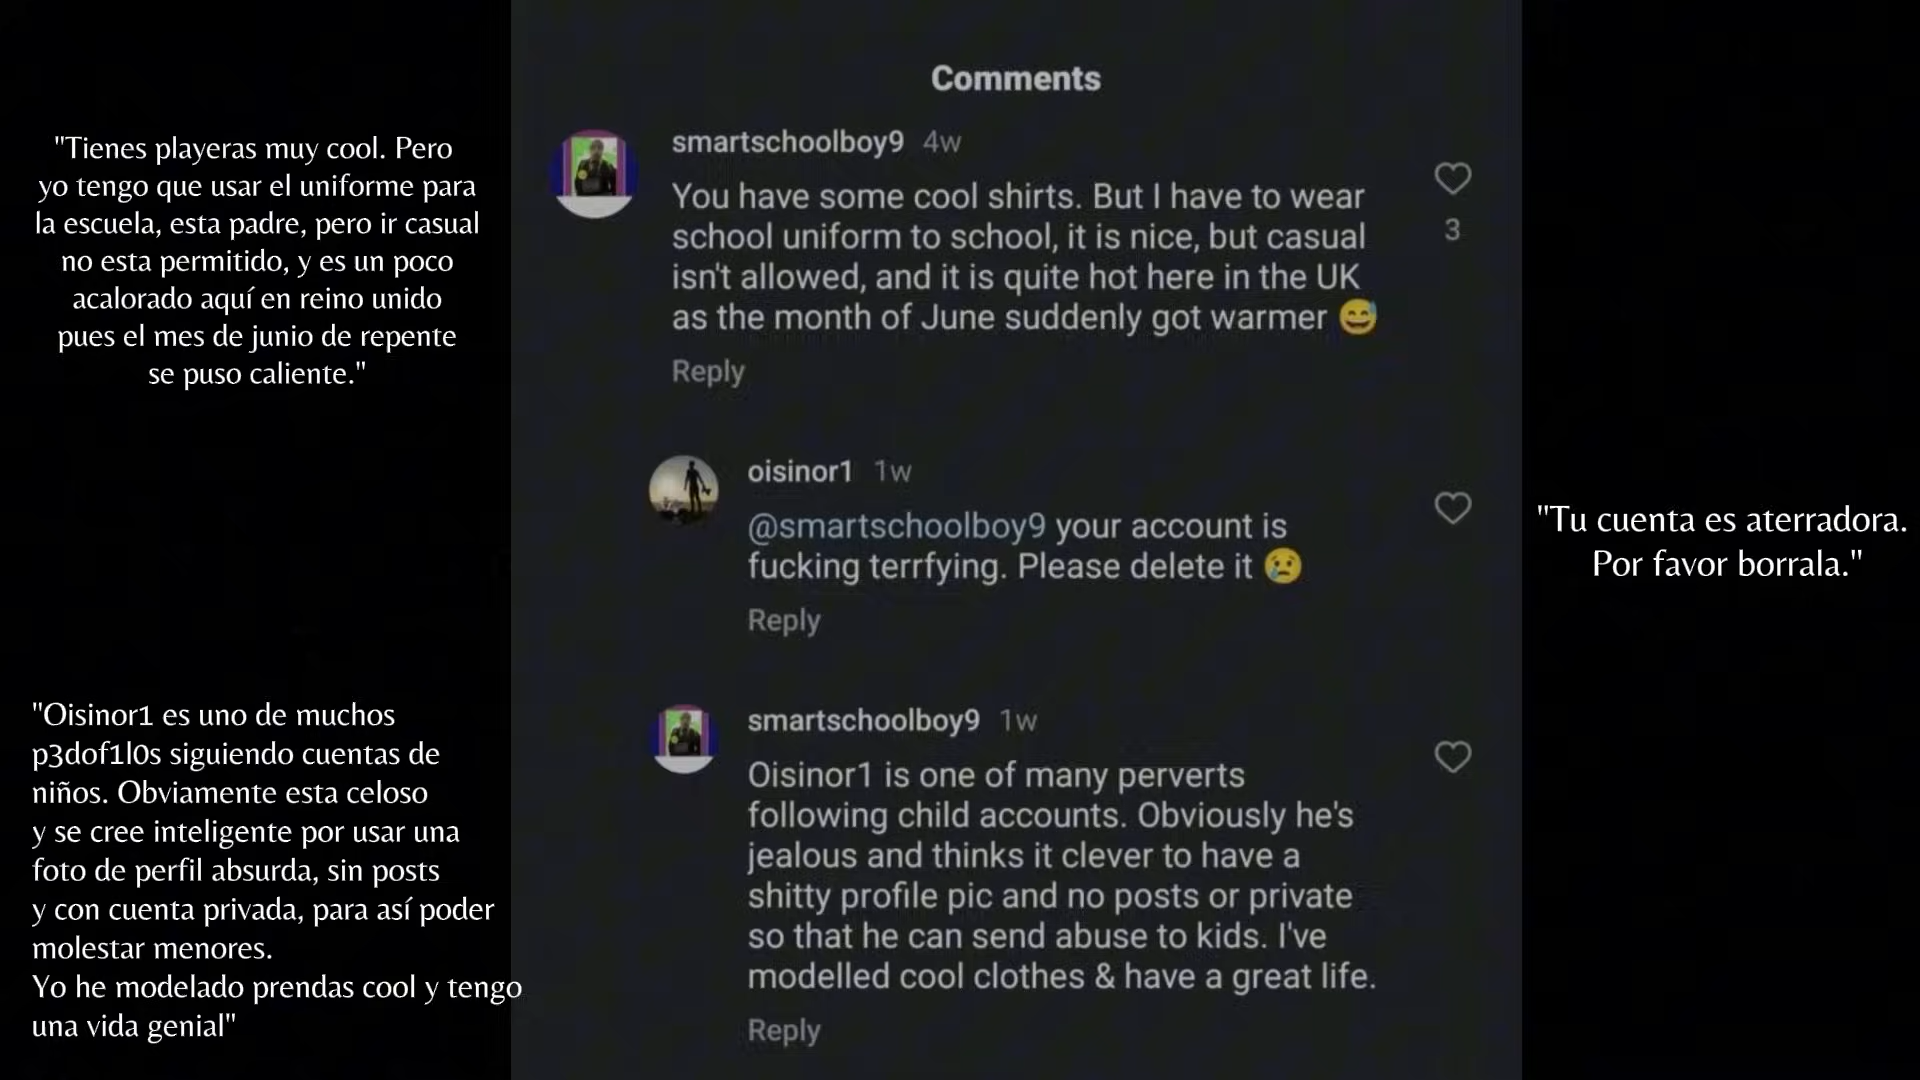 "Tienes playeras muy cool. Pero
yo tengo que usar el uniforme para
la escuela, esta padre, pero ir casual
no esta permitido, y es un poco
acalorado aquí en reino unido
pues el mes de junio de repente
se puso caliente."
"Oisinor1 es uno de muchos
p3dof1l0s siguiendo cuentas de
niños. Obviamente esta celoso
y se cree inteligente por usar una
foto de perfil absurda, sin posts
y con cuenta privada, para así poder
molestar menores.
Yo he modelado prendas cool y tengo
una vida genial"
Comments
smartschoolboy9 4w
You have some cool shirts. But I have to wear
school uniform to school, it is nice, but casual
isn't allowed, and it is quite hot here in the UK
as the month of June suddenly got warmer 😅
3
Reply
oisinor1 1w
@smartschoolboy9 your account is
fucking terrfying. Please delete it 😢
Reply
smartschoolboy9 1w
Oisinor1 is one of many perverts
following child accounts. Obviously he's
jealous and thinks it clever to have a
shitty profile pic and no posts or private
so that he can send abuse to kids. I've
modelled cool clothes & have a great life.
Reply
"Tu cuenta es aterradora.
Por favor borrala."